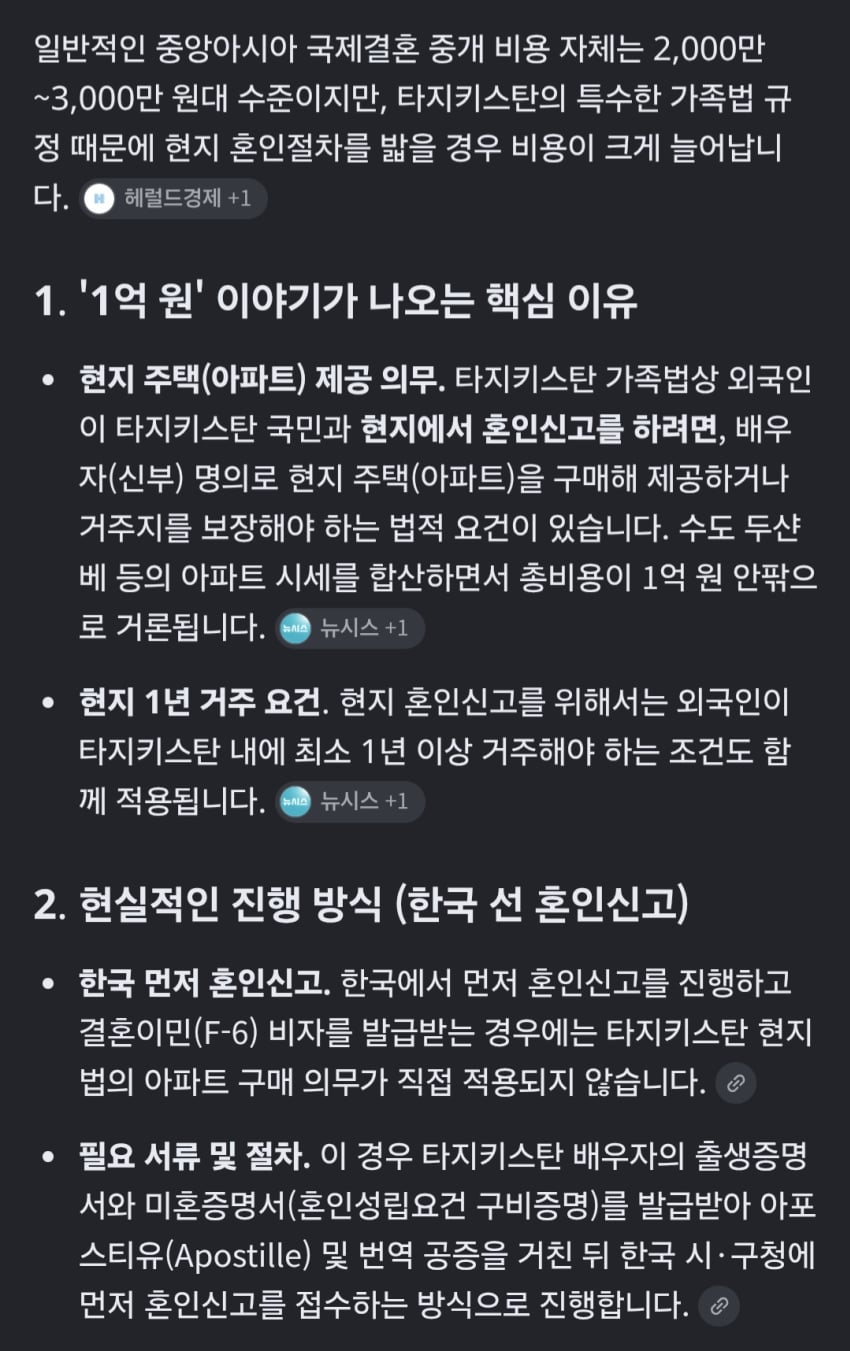 일반적인 중앙아시아 국제결혼 중개 비용 자체는 2,000만
~3,000만 원대 수준이지만, 타지키스탄의 특수한 가족법 규
정 때문에 현지 혼인절차를 밟을 경우 비용이 크게 늘어납니
다. 헤럴드경제 +1
1. '1억 원' 이야기가 나오는 핵심 이유
• 현지 주택(아파트) 제공 의무. 타지키스탄 가족법상 외국인
이 타지키스탄 국민과 현지에서 혼인신고를 하려면, 배우
자(신부) 명의로 현지 주택(아파트)을 구매해 제공하거나
거주지를 보장해야 하는 법적 요건이 있습니다. 수도 두샨
베 등의 아파트 시세를 합산하면서 총비용이 1억 원 안팎으
로 거론됩니다. 뉴시스 뉴시스 +1
• 현지 1년 거주 요건. 현지 혼인신고를 위해서는 외국인이
타지키스탄 내에 최소 1년 이상 거주해야 하는 조건도 함
께 적용됩니다. 뉴시스 뉴시스 +1
2. 현실적인 진행 방식 (한국 선 혼인신고)
• 한국 먼저 혼인신고. 한국에서 먼저 혼인신고를 진행하고
결혼이민(F-6) 비자를 발급받는 경우에는 타지키스탄 현지
법의 아파트 구매 의무가 직접 적용되지 않습니다.
• 필요 서류 및 절차. 이 경우 타지키스탄 배우자의 출생증명
서와 미혼증명서(혼인성립요건 구비증명)를 발급받아 아포
스티유(Apostille) 및 번역 공증을 거친 뒤 한국 시·구청에
먼저 혼인신고를 접수하는 방식으로 진행합니다.